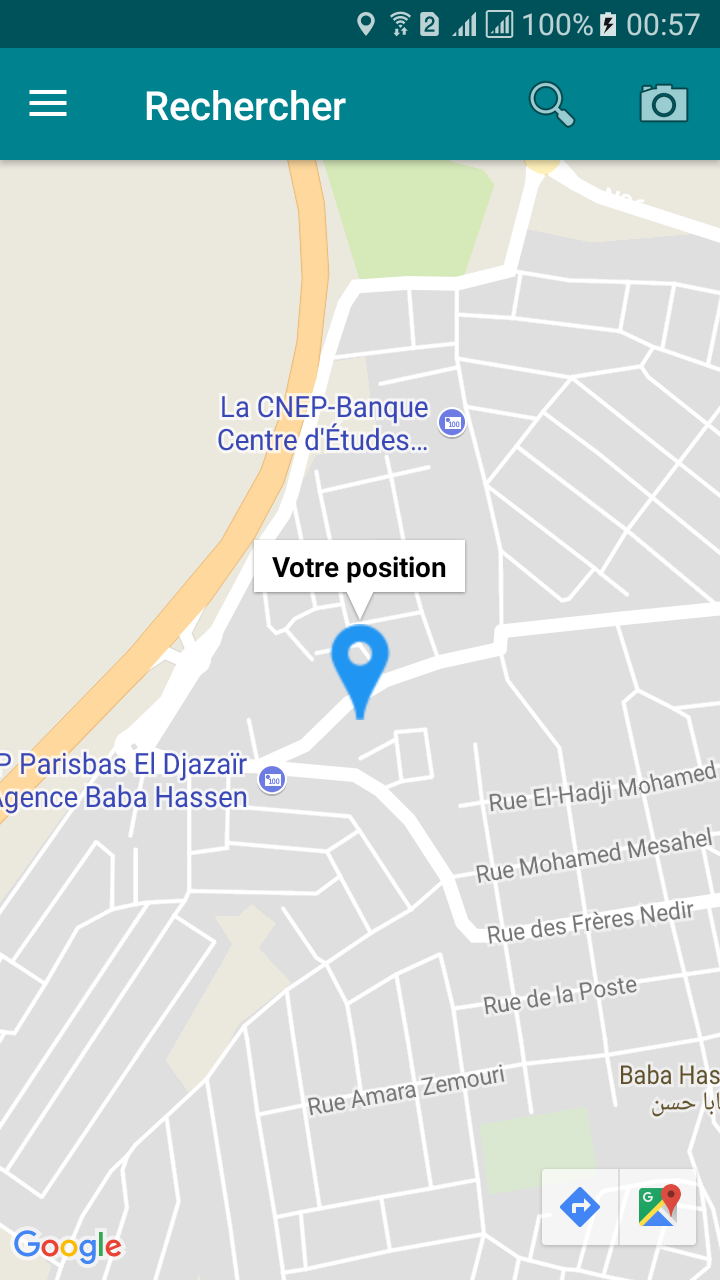 2 100% 00:57
Rechercher
La CNEP-Banque
Centre d'Études...
Votre position
P Parisbas El Djazaïr
Agence Baba Hassen
Rue El-Hadji Mohamed
Rue Mohamed Mesahel
Rue des Frères Nedir
Rue de la Poste
Rue Amara Zemouri
Baba Has
بابا حسن
Google